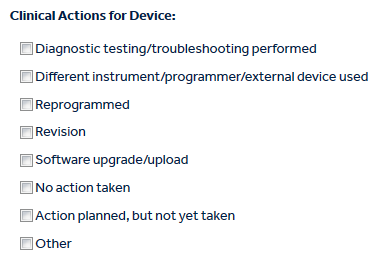 Clinical Actions for Device:
Diagnostic testing/troubleshooting performed
Different instrument/programmer/external device used
Reprogrammed
Revision
Software upgrade/upload
No action taken
Action planned, but not yet taken
Other